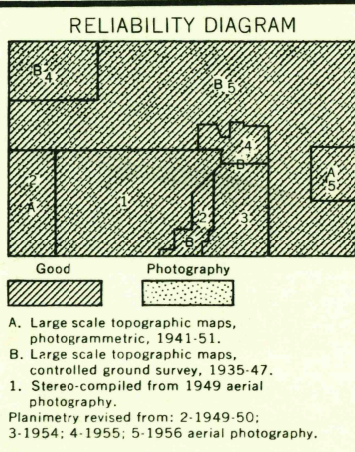 RELIABILITY DIAGRAM
B
4
B
5
4
B
2
A
1
A
5
2
3
B
Good
Photography
A. Large scale topographic maps,
photogrammetric, 1941-51.
B. Large scale topographic maps,
controlled ground survey, 1935-47.
1. Stereo-compiled from 1949 aerial
photography.
Planimetry revised from: 2-1949-50;
3-1954; 4-1955; 5-1956 aerial photography.